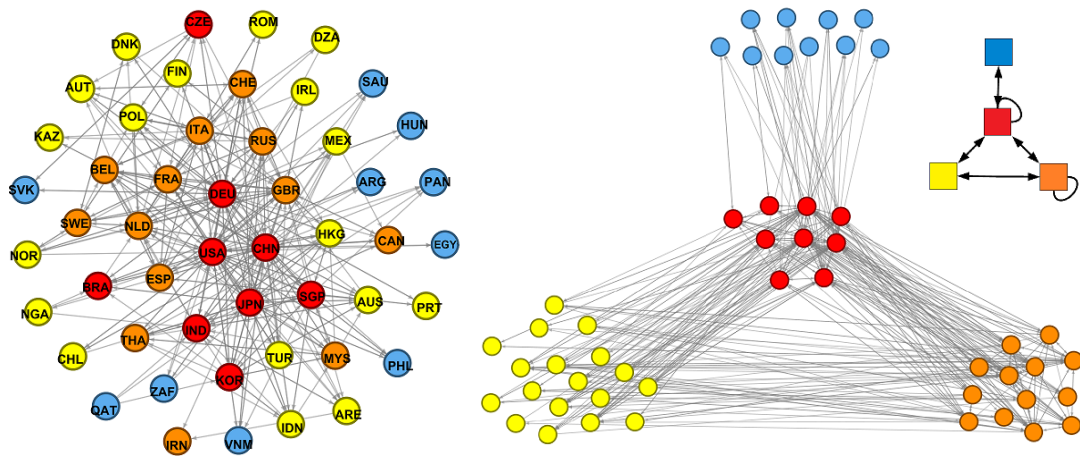 CZE
ROM
DNK
DZA
FIN
AUT
CHE
SAU
IRL
POL
HUN
KAZ
ITA
RUS
MEX
BEL
FRA
ARG
PAN
SVK
DEU
GBR
SWE
NLD
HKG
CAN
EGY
NOR
USA
CHN
ESP
BRA
JPN
SGP
AUS
PRT
NGA
IND
THA
CHL
TUR
MYS
PHL
KOR
ZAF
QAT
ARE
IDN
IRN
VNM